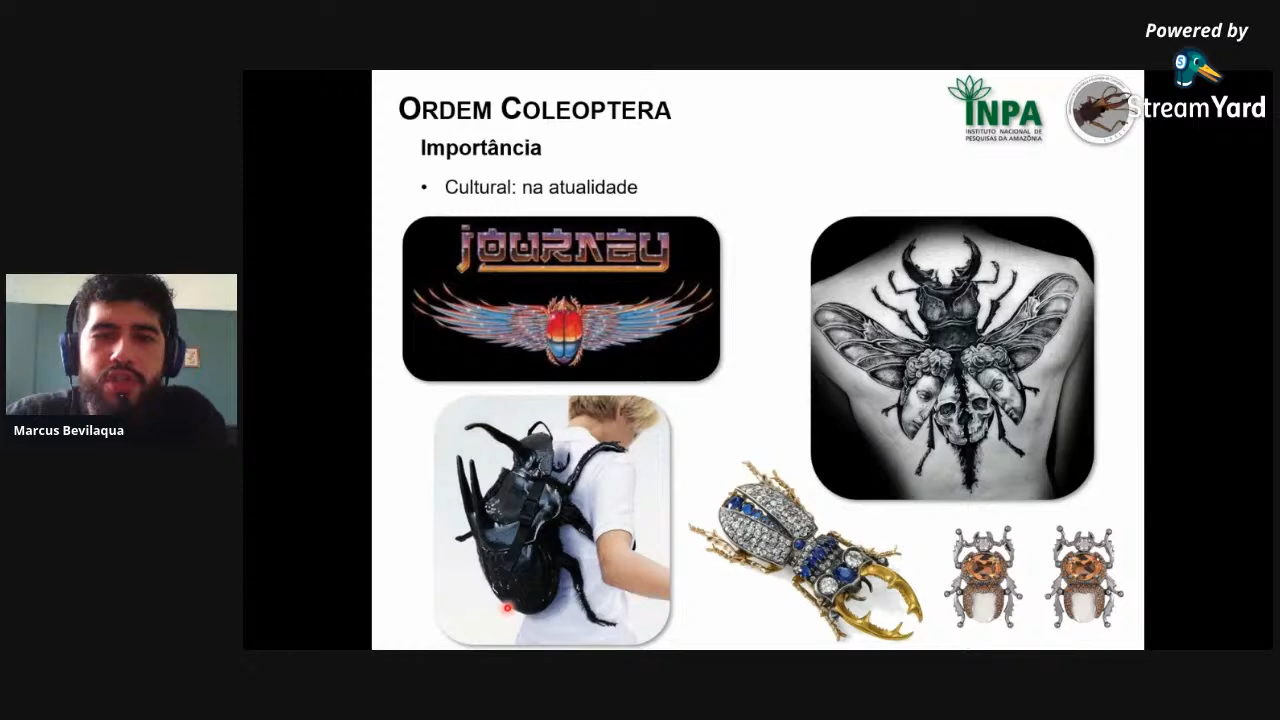 Powered by
StreamYard
ORDEM COLEOPTERA
Importância
• Cultural: na atualidade
INPA
INSTITUTO NACIONAL DE
PESQUISAS DA AMAZÔNIA
JOURNEY
Marcus Bevilaqua